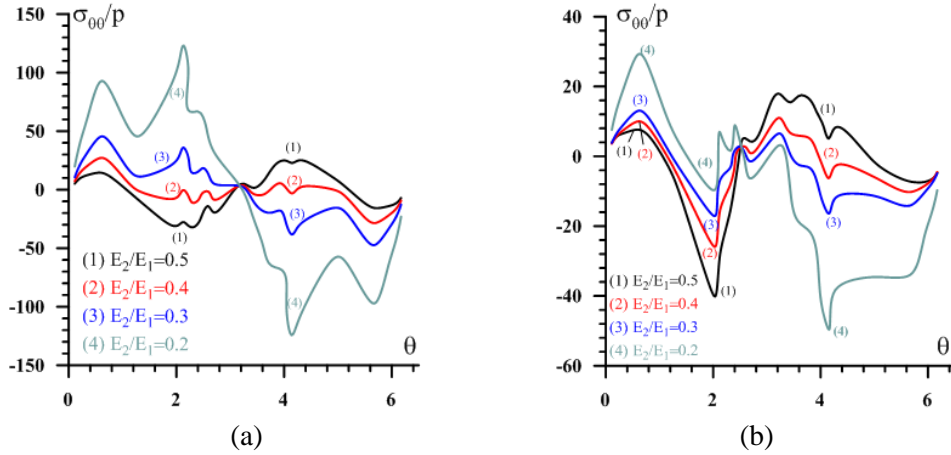 σ_θθ/p
150
100
50
0
-50
-100
-150
(4)
(3)
(2)
(1)
(1)
(2)
(3)
(4)
(1) E₂/E₁=0.5
(2) E₂/E₁=0.4
(3) E₂/E₁=0.3
(4) E₂/E₁=0.2
θ
0 2 4 6
(a)
σ_θθ/p
40
20
0
-20
-40
-60
(4)
(3)
(1) (2)
(4)
(3)
(2)
(1)
(1)
(2)
(3)
(4)
(1) E₂/E₁=0.5
(2) E₂/E₁=0.4
(3) E₂/E₁=0.3
(4) E₂/E₁=0.2
θ
0 2 4 6
(b)